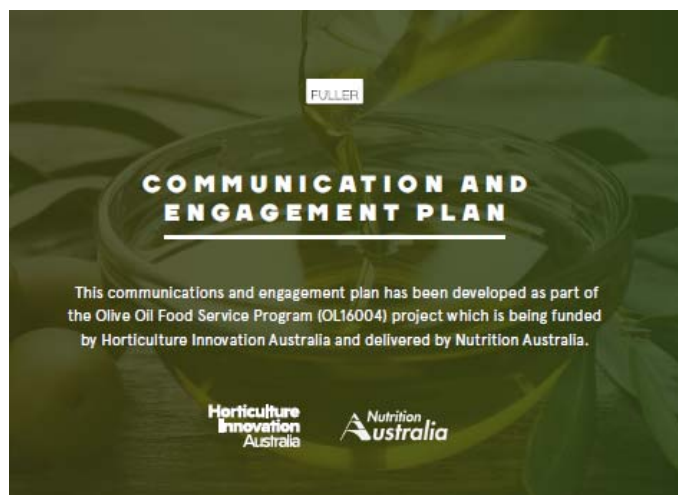 FULLER
COMMUNICATION AND
ENGAGEMENT PLAN
This communications and engagement plan has been developed as part of
the Olive Oil Food Service Program (OL16004) project which is being funded
by Horticulture Innovation Australia and delivered by Nutrition Australia.
Horticulture
Innovation
Australia
Nutrition
Australia